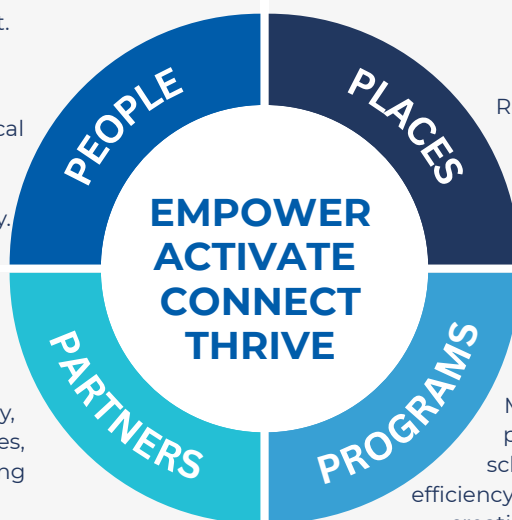 PEOPLE
PLACES
EMPOWER
ACTIVATE
CONNECT
THRIVE
PARTNERS
PROGRAMS
efficiency